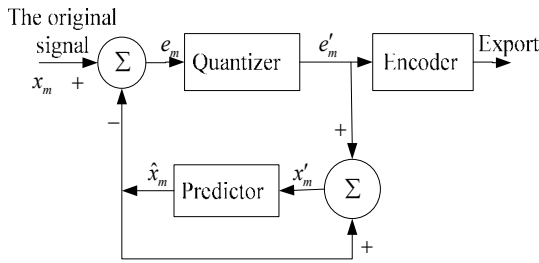 The original
signal
x_m +
Σ
e_m
Quantizer
e′_m
Encoder
Export
−
+
x̂_m
Predictor
x′_m
Σ
+